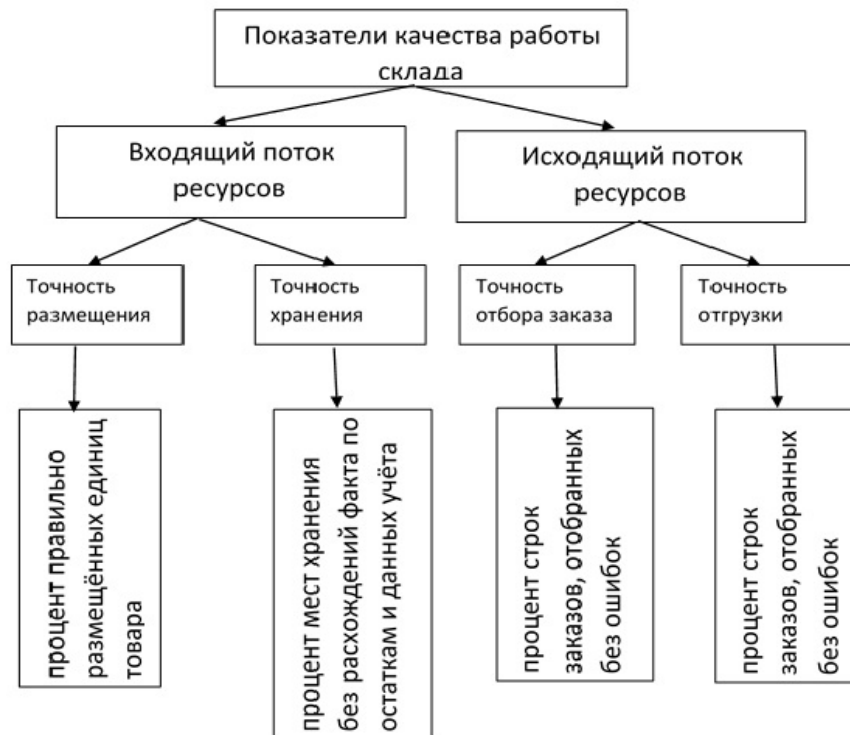 Показатели качества работы
склада
Входящий поток
ресурсов
Исходящий поток
ресурсов
Точность
размещения
Точность
хранения
Точность
отбора заказа
Точность
отгрузки
процент правильно
размещённых единиц
товара
процент мест хранения
без расхождений факта по
остаткам и данных учёта
процент строк
заказов, отобранных
без ошибок
процент строк
заказов, отобранных
без ошибок